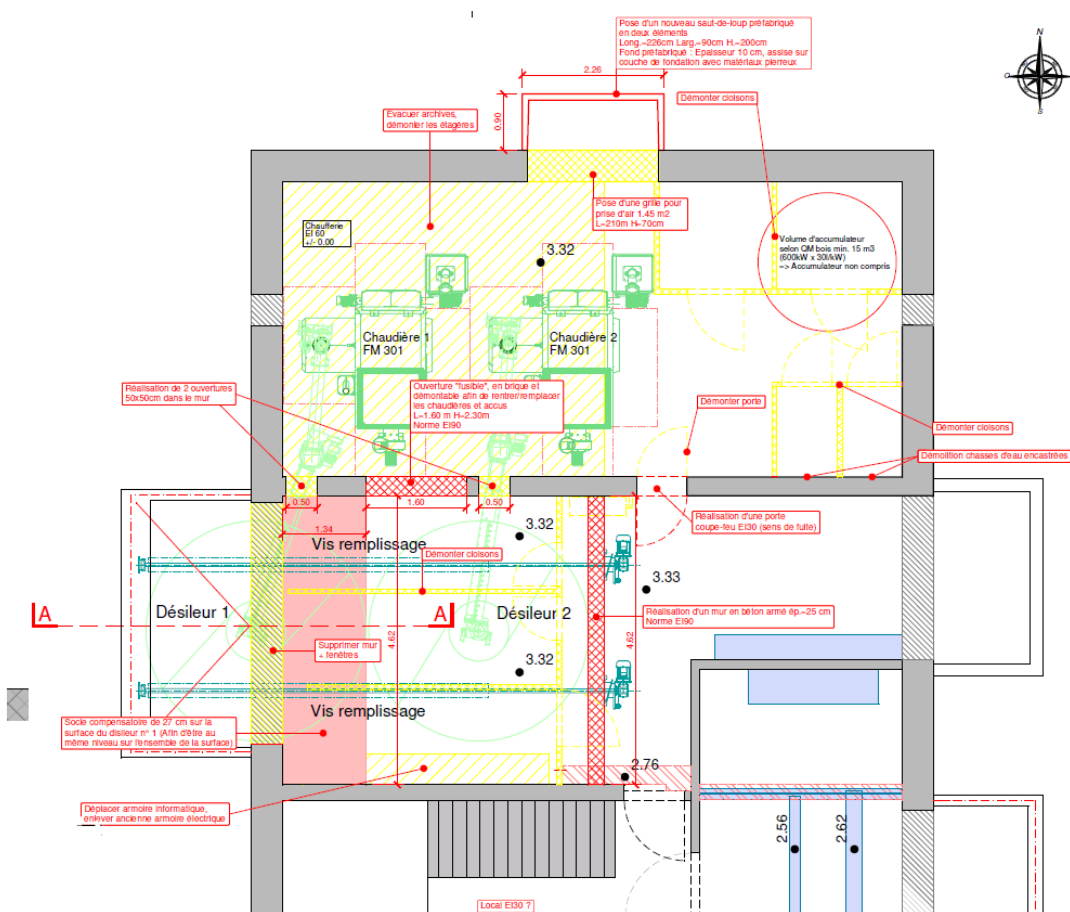 Pose d'un nouveau saut-de-loup préfabriqué
en deux éléments
Long.=226cm Larg.=90cm H.=200cm
Fond préfabriqué : Epaisseur 10 cm, assise sur
couche de fondation avec matériaux pierreux
N
O
S
2.26
0.90
Evacuer archives,
démonter les étagères
Démonter cloisons
Pose d'une grille pour
prise d'air 1.45 m2
L=210m H=70cm
Chaufferie
EI 60
+/- 0.00
3.32
Volume d'accumulateur
selon QM bois min. 15 m3
(600kW x 30l/kW)
=> Accumulateur non compris
Chaudière 1
FM 301
Chaudière 2
FM 301
Réalisation de 2 ouvertures
50x50cm dans le mur
Ouverture "fusible", en brique et
démontable afin de rentrer/remplacer
les chaudières et accus
L=1.60 m H=2.30m
Norme EI90
Démonter porte
Démonter cloisons
Démolition chasses d'eau encastrées
0.50
1.60
0.50
1.34
3.32
Réalisation d'une porte
coupe-feu EI30 (sens de fuite)
Vis remplissage
Démonter cloisons
3.33
Désileur 1
A
A
Désileur 2
4.62
4.62
Réalisation d'un mur en béton armé ép.=25 cm
Norme EI90
Supprimer mur
+ fenêtres
3.32
Vis remplissage
Socle compensatoire de 27 cm sur la
surface du disileur n° 1 (Afin d'être au
même niveau sur l'ensemble de la surface)
2.76
Déplacer armoire informatique,
enlever ancienne armoire électrique
2.56
2.62
Local EI30 ?